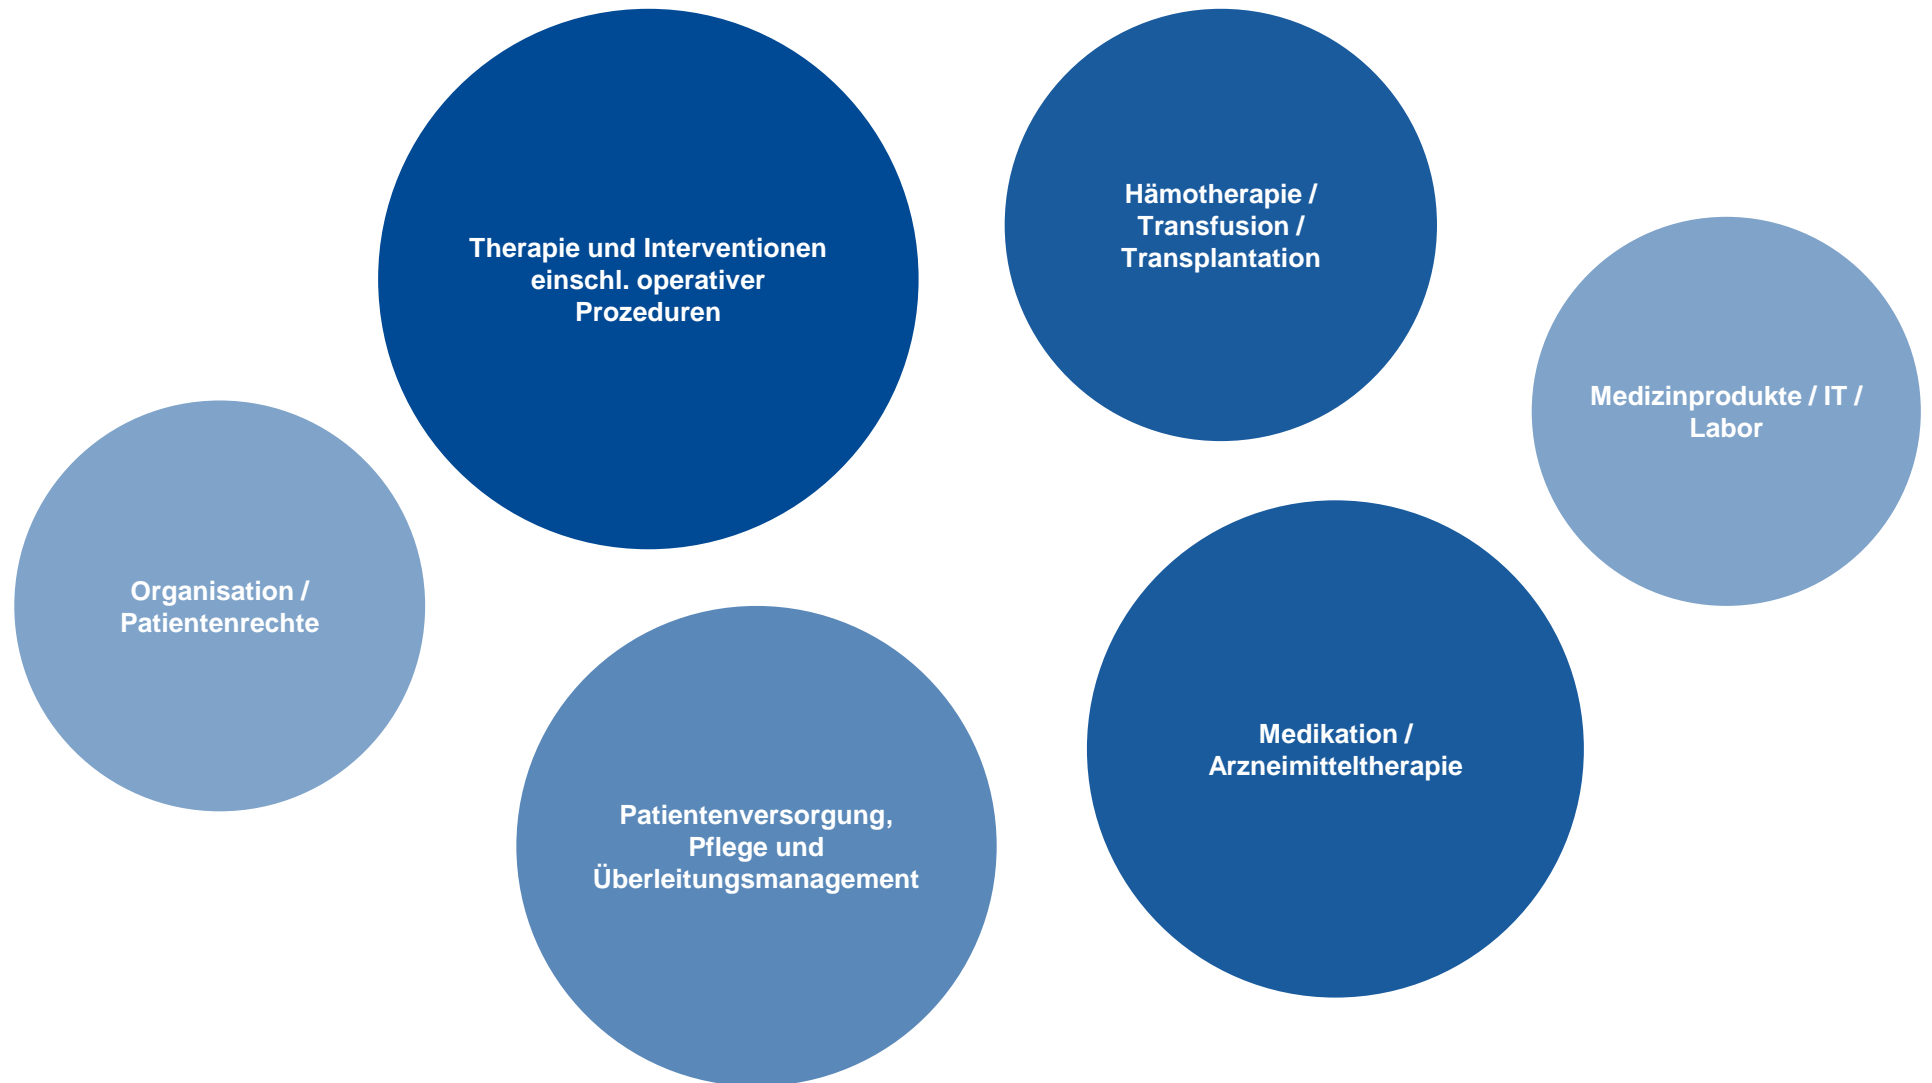 Therapie und Interventionen
einschl. operativer
Prozeduren
Hämotherapie /
Transfusion /
Transplantation
Medizinprodukte / IT /
Labor
Organisation /
Patientenrechte
Medikation /
Arzneimitteltherapie
Patientenversorgung,
Pflege und
Überleitungsmanagement